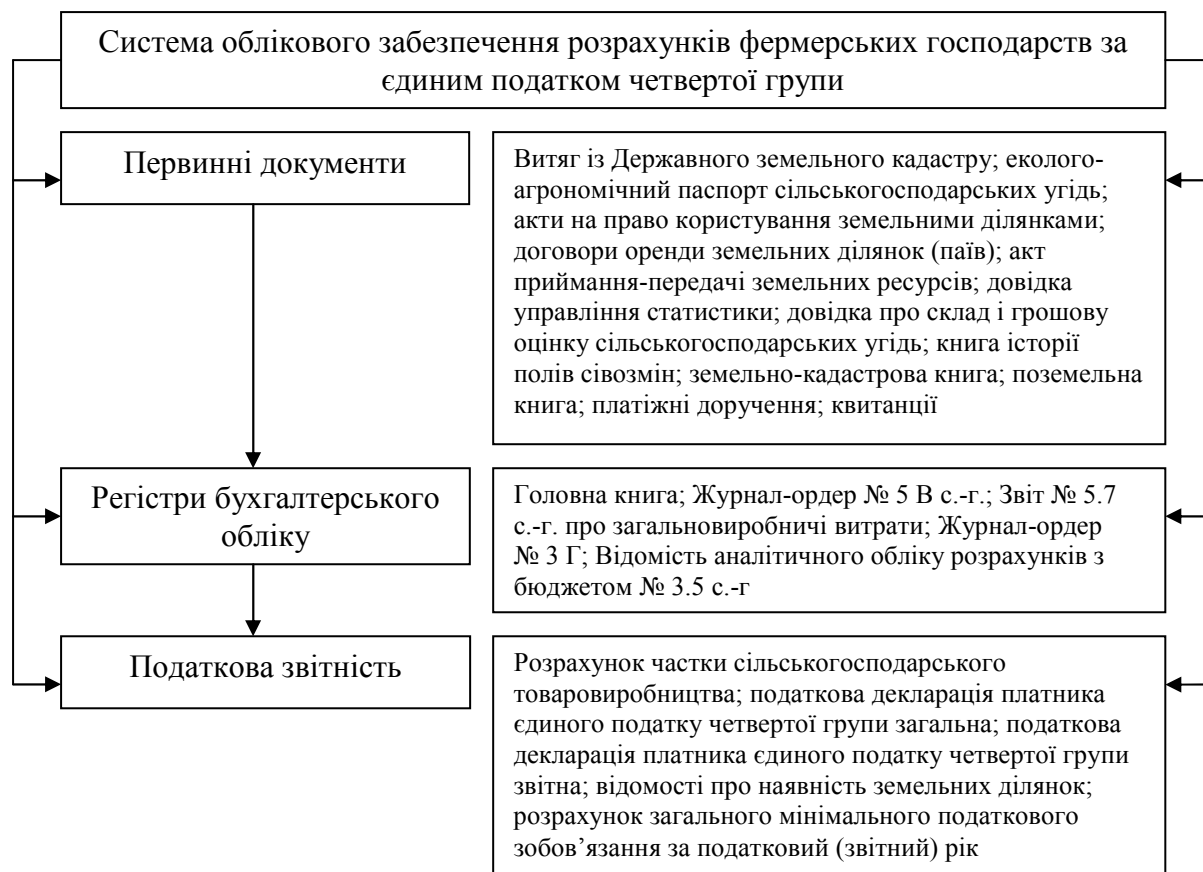 Система облікового забезпечення розрахунків фермерських господарств за
єдиним податком четвертої групи
Первинні документи
Витяг із Державного земельного кадастру; еколого-
агрономічний паспорт сільськогосподарських угідь;
акти на право користування земельними ділянками;
договори оренди земельних ділянок (паїв); акт
приймання-передачі земельних ресурсів; довідка
управління статистики; довідка про склад і грошову
оцінку сільськогосподарських угідь; книга історії
полів сівозмін; земельно-кадастрова книга; поземельна
книга; платіжні доручення; квитанції
Регістри бухгалтерського
обліку
Головна книга; Журнал-ордер № 5 В с.-г.; Звіт № 5.7
с.-г. про загальновиробничі витрати; Журнал-ордер
№ 3 Г; Відомість аналітичного обліку розрахунків з
бюджетом № 3.5 с.-г
Податкова звітність
Розрахунок частки сільськогосподарського
товаровиробництва; податкова декларація платника
єдиного податку четвертої групи загальна; податкова
декларація платника єдиного податку четвертої групи
звітна; відомості про наявність земельних ділянок;
розрахунок загального мінімального податкового
зобов’язання за податковий (звітний) рік